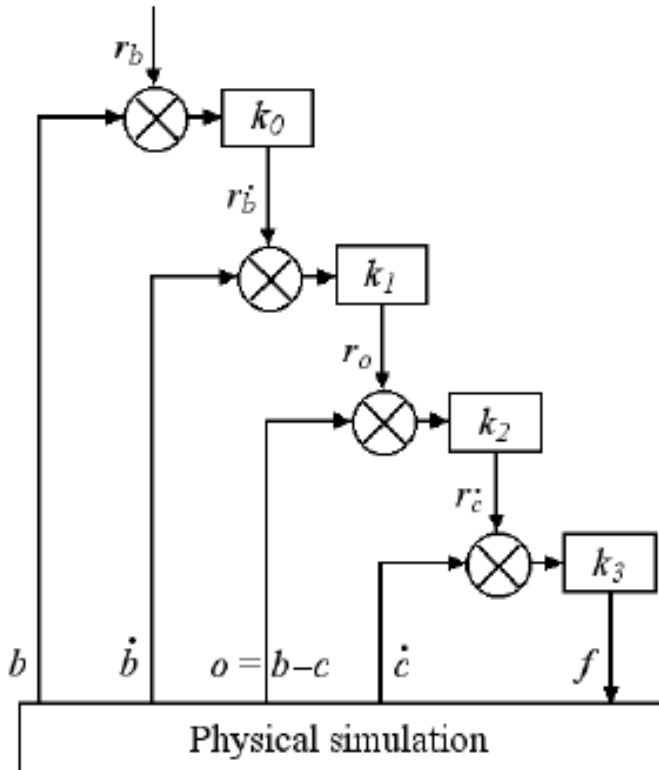 r_b
k_0
r_ḃ
k_1
r_o
k_2
r_ċ
k_3
b
ḃ
o = b−c
ċ
f
Physical simulation